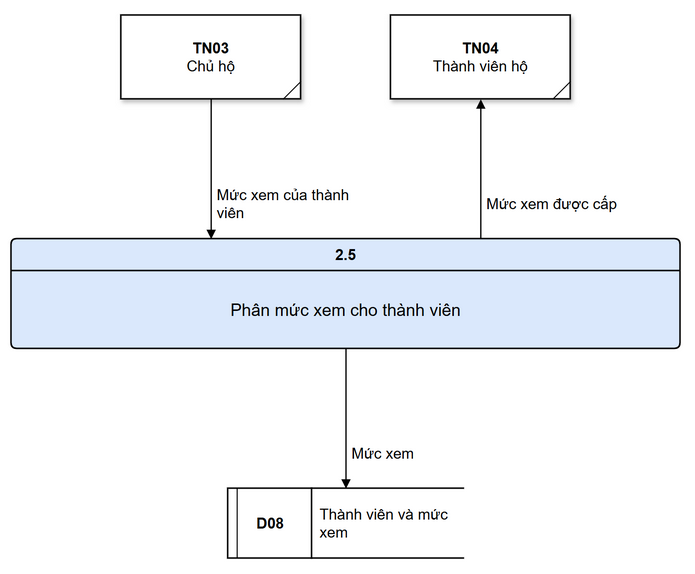 TN03
Chủ hộ
TN04
Thành viên hộ
Mức xem của thành
viên
Mức xem được cấp
2.5
Phân mức xem cho thành viên
Mức xem
D08
Thành viên và mức
xem